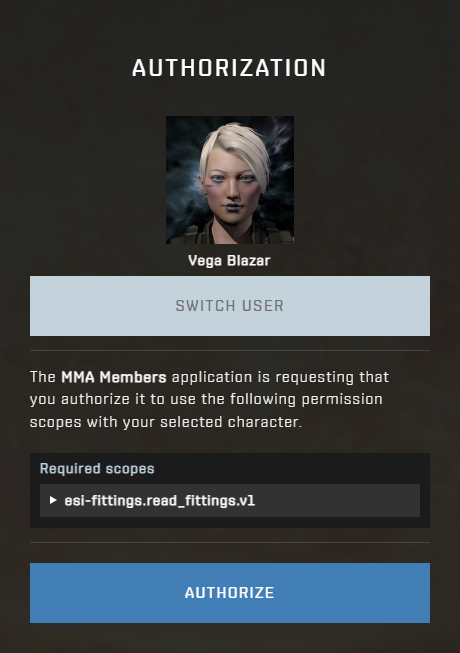 AUTHORIZATION
Vega Blazar
SWITCH USER
The MMA Members application is requesting that
you authorize it to use the following permission
scopes with your selected character.
Required scopes
esi-fittings.read_fittings.v1
AUTHORIZE